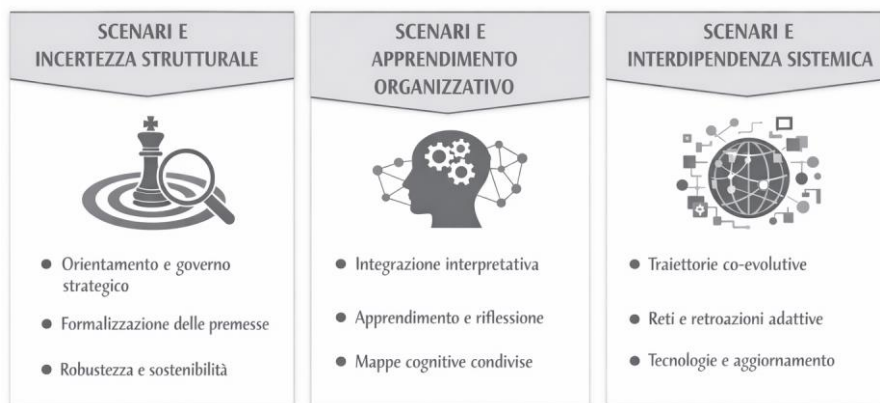 SCENARI E
INCERTEZZA STRUTTURALE
Orientamento e governo
strategico
Formalizzazione delle premesse
Robustezza e sostenibilità
SCENARI E
APPRENDIMENTO
ORGANIZZATIVO
Integrazione interpretativa
Apprendimento e riflessione
Mappe cognitive condivise
SCENARI E
INTERDIPENDENZA SISTEMICA
Traiettorie co-evolutive
Reti e retroazioni adattive
Tecnologie e aggiornamento